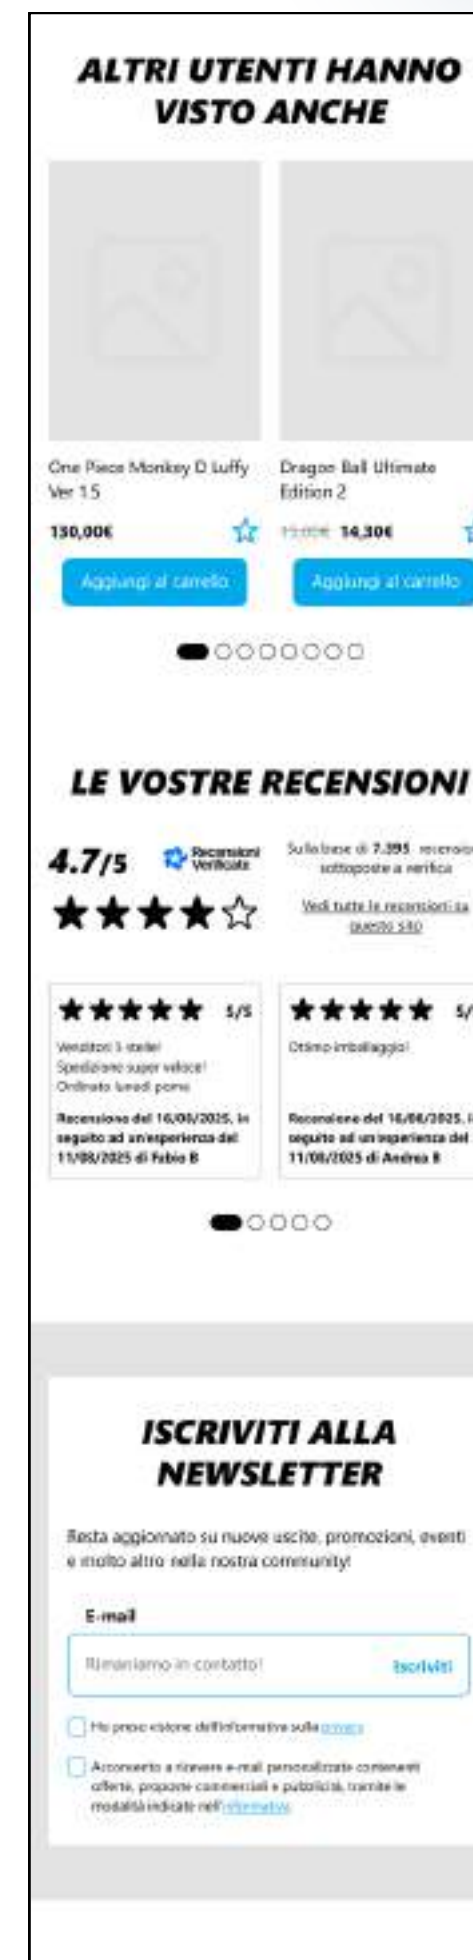 ALTRI UTENTI HANNO
VISTO ANCHE
One Piece Monkey D Luffy
Ver 1.5
130,00€
Aggiungi al carrello
Dragon Ball Ultimate
Edition 2
14,30€
Aggiungi al carrello
LE VOSTRE RECENSIONI
4.7/5
Recensioni
Verificate
Sulla base di 7.395
sottoposte a verifica
Vedi tutte le recensioni su
questo sito
5/5
Venditori 5 stelle!
Spedizione super veloce!
Ordinato lunedì
Recensione del 16/06/2025, in
seguito ad un'esperienza del
11/08/2025 di Fabio B
5/
Ottimo imballaggio!
Recensione del 16/06/2025,
seguito ad un'esperienza del
11/08/2025 di Andrea B
ISCRIVITI ALLA
NEWSLETTER
Resta aggiornato su nuove uscite, promozioni, eventi
e molto altro nella nostra community!
E-mail
Rimaniamo in contatto!
Iscriviti
Ho preso visione dell'informativa sulla privacy
Acconsento a ricevere e-mail personalizzate contenenti
offerte, proposte commerciali e pubblicità, tramite le
modalità indicate nell'informativa.